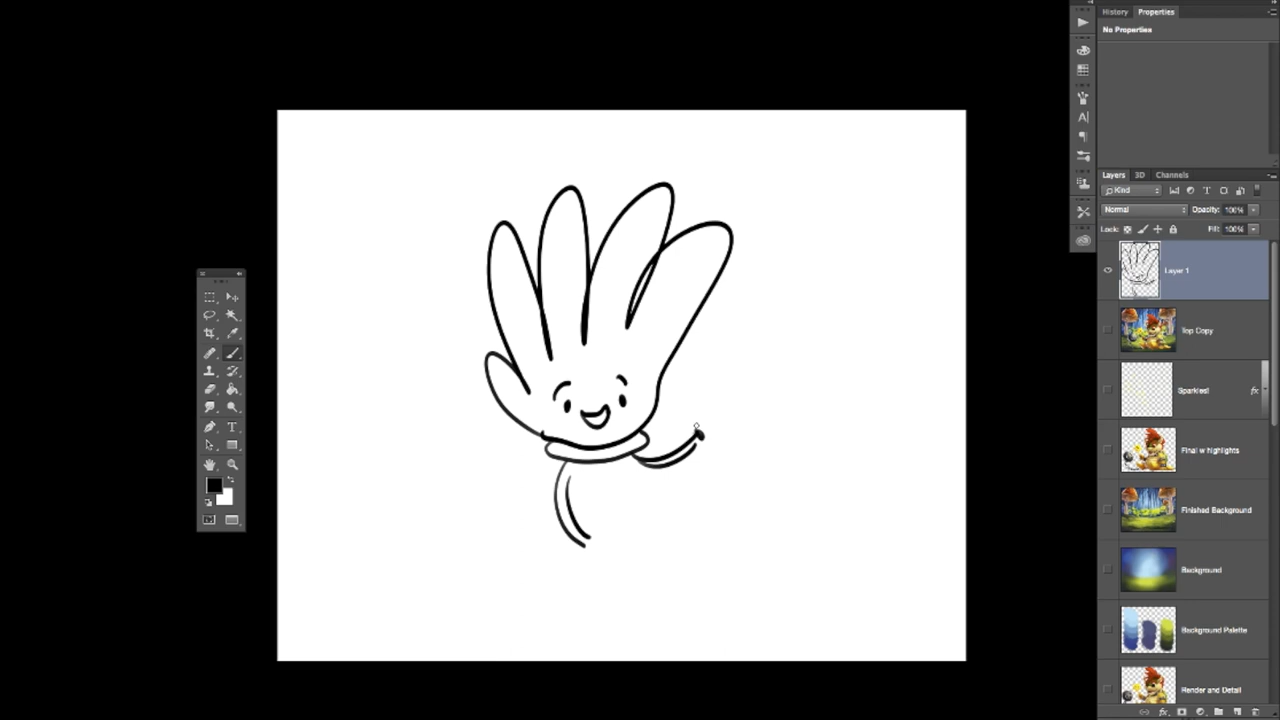 History Properties
No Properties
Layers 3D Channels
Kind
Normal Opacity: 100%
Lock: Fill: 100%
Layer 1
Top Copy
Sparkles!
fx
Final w highlights
Finished Background
Background
Background Palette
Render and Detail